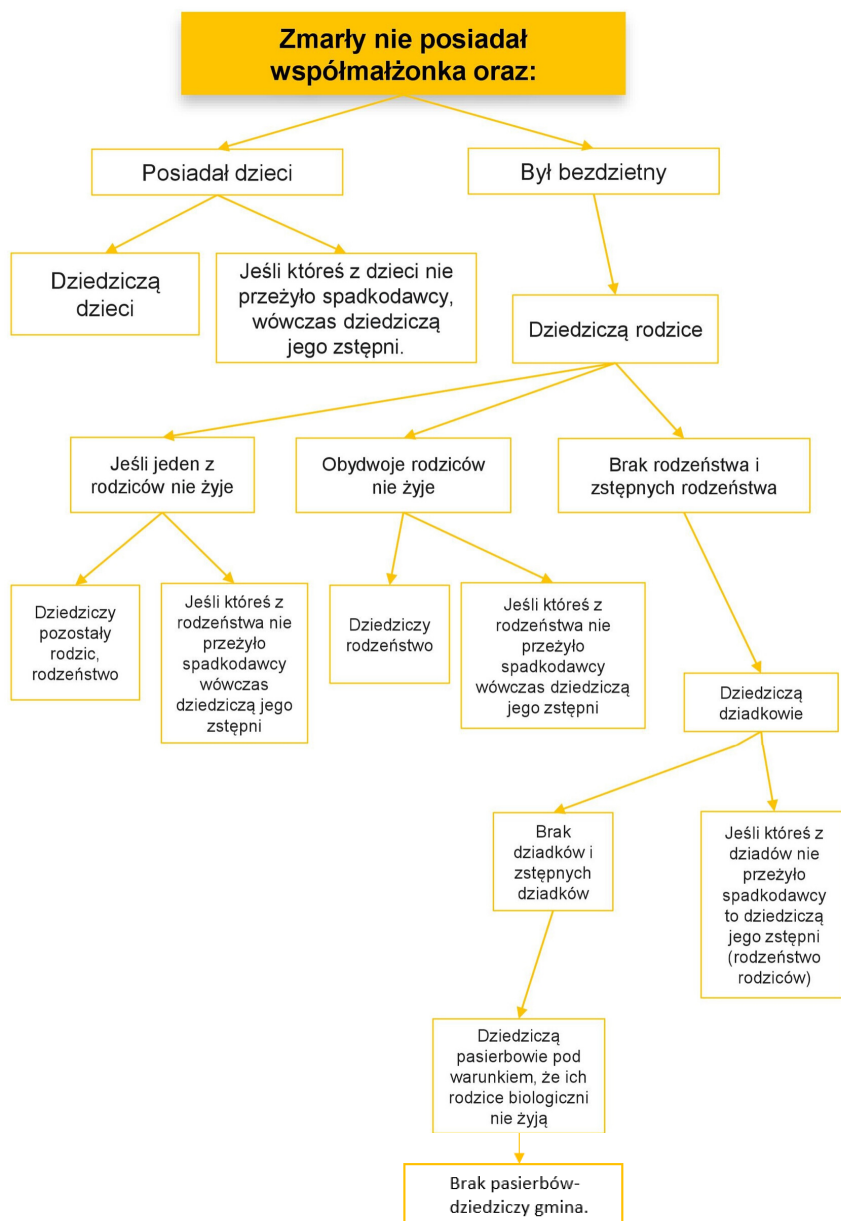 Zmarły nie posiadał
współmałżonka oraz:
Posiadał dzieci
Był bezdzietny
Dziedziczą
dzieci
Jeśli któreś z dzieci nie
przeżyło spadkodawcy,
wówczas dziedziczą
jego zstępni.
Dziedziczą rodzice
Jeśli jeden z
rodziców nie żyje
Obydwoje rodziców
nie żyje
Brak rodzeństwa i
zstępnych rodzeństwa
Dziedziczy
pozostały
rodzic,
rodzeństwo
Jeśli któreś z
rodzeństwa nie
przeżyło
spadkodawcy
wówczas
dziedziczą jego
zstępni
Dziedziczy
rodzeństwo
Jeśli któreś z
rodzeństwa nie
przeżyło
spadkodawcy
wówczas dziedziczą
jego zstępni
Dziedziczą
dziadkowie
Brak
dziadków i
zstępnych
dziadków
Jeśli któreś z
dziadów nie
przeżyło
spadkodawcy
to dziedziczą
jego zstępni
(rodzeństwo
rodziców)
Dziedziczą
pasierbowie pod
warunkiem, że ich
rodzice biologiczni
nie żyją
Brak pasierbów-
dziedziczy gmina.